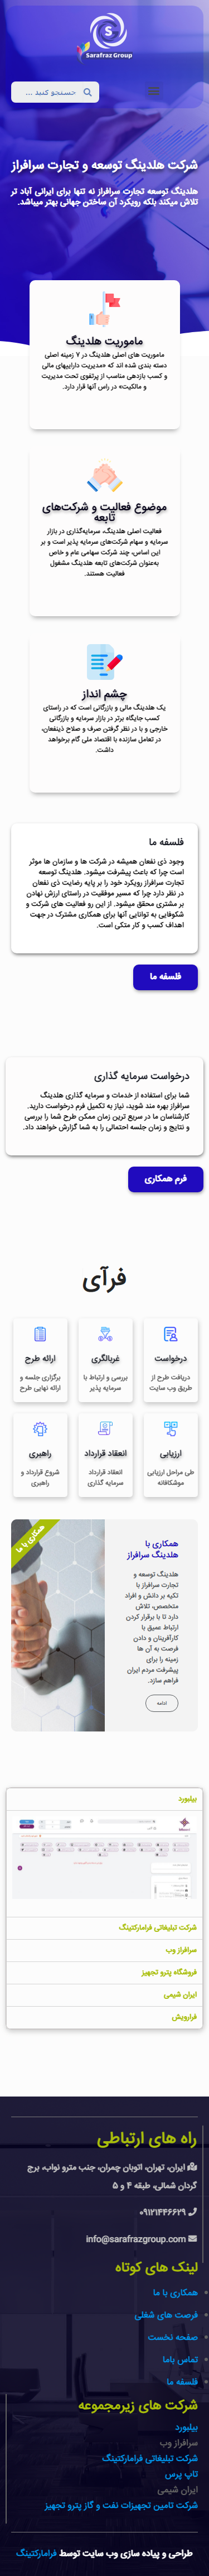 Sarafraz Group
جستجو کنید ...
شرکت هلدینگ توسعه و تجارت سرافراز
هلدینگ توسعه تجارت سرافراز نه تنها برای ایرانی آباد تر
تلاش میکند بلکه رویکرد آن ساختن جهانی بهتر میباشد.
ماموریت هلدینگ
ماموریت های اصلی هلدینگ در ۷ زمینه اصلی
دسته بندی شده اند که «مدیریت داراییهای مالی
و کسب بازدهی مناسب از پرتفوی تحت مدیریت
و مالکیت» در راس آنها قرار دارد.
موضوع فعالیت و شرکت‌های
تابعه
فعالیت اصلی هلدینگ، سرمایه‌گذاری در بازار
سرمایه و سهام شرکت‌های سرمایه پذیر است و بر
این اساس، چند شرکت سهامی عام و خاص
به‌عنوان شرکت‌های تابعه هلدینگ مشغول
فعالیت هستند.
چشم انداز
یک هلدینگ مالی و بازرگانی است که در راستای
کسب جایگاه برتر در بازار سرمایه و بازرگانی
خارجی و با در نظر گرفتن صرف و صلاح ذینفعان،
در تعامل سازنده با اقتصاد ملی گام برخواهد
داشت.
فلسفه ما
وجود ذی نفعان همیشه در شرکت ها و سازمان ها موثر
است چرا که باعث پیشرفت میشود. هلدینگ توسعه
تجارت سرافراز رویکرد خود را بر پایه رضایت ذی نفعان
در نظر دارد چرا که مسیر موفقیت در راستای ارزش نهادن
بر مشتری محقق میشود. از این رو فعالیت های شرکت و
شکوفایی به توانایی آنها برای همکاری مشترک در جهت
اهداف کسب و کار متکی است.
فلسفه ما
درخواست سرمایه گذاری
شما برای استفاده از خدمات و سرمایه گذاری هلدینگ
سرافراز بهره مند شوید، نیاز به تکمیل فرم درخواست دارید.
کارشناسان ما در سریع ترین زمان ممکن طرح شما را بررسی
و نتایج و زمان جلسه احتمالی را به شما گزارش خواهند داد.
فرم همکاری
فرآی
درخواست
دریافت طرح از
طریق وب سایت
غربالگری
بررسی و ارتباط با
سرمایه پذیر
ارائه طرح
برگزاری جلسه و
ارائه نهایی طرح
ارزیابی
طی مراحل ارزیابی
موشکافانه
انعقاد قرارداد
انعقاد قرارداد
سرمایه گذاری
راهبری
شروع قرارداد و
راهبری
همکاری با ما
همکاری با
هلدینگ سرافراز
هلدینگ توسعه و
تجارت سرافراز با
تکیه بر دانش و افراد
متخصص، تلاش
دارد تا با برقرار کردن
ارتباط عمیق با
کارآفرینان و دادن
فرصت به آن ها
زمینه را برای
پیشرفت مردم ایران
فراهم سازد.
ادامه
بیلبورد
شرکت تبلیغاتی فرامارکتینگ
سرافراز وب
فروشگاه پترو تجهیز
ایران شیمی
فرارویش
راه های ارتباطی
ایران، تهران، اتوبان چمران، جنب مترو نواب، برج
گردان شمالی، طبقه ۴ و ۵
۰۹۱۲۱۴۴۶۶۲۹
info@sarafrazgroup.com
لینک های کوتاه
همکاری با ما
فرصت های شغلی
صفحه نخست
تماس باما
فلسفه ما
شرکت های زیرمجموعه
بیلبورد
سرافراز وب
شرکت تبلیغاتی فرامارکتینگ
تاپ پرس
ایران شیمی
شرکت تامین تجهیزات نفت و گاز پترو تجهیز
طراحی و پیاده سازی وب سایت توسط فرامارکتینگ